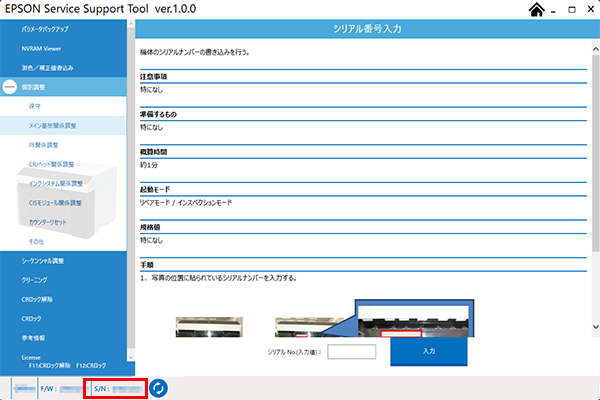 EPSON Service Support Tool ver.1.0.0
パラメータバックアップ
NVRAM Viewer
測色／補正値書込み
個別調整
保守
メイン基板関係調整
PF関係調整
CR/ヘッド関係調整
インクシステム関係調整
CISモジュール関係調整
カウンターリセット
その他
シーケンシャル調整
クリーニング
CRロック解除
CRロック
参考情報
License
F11:CRロック解除 F12:CRロック
シリアル番号入力
機体のシリアルナンバーの書き込みを行う。
注意事項
特になし
準備するもの
特になし
概算時間
約1分
起動モード
リペアモード / インスペクションモード
規格値
特になし
手順
1、 写真の位置に貼られているシリアルナンバーを入力する。
シリアル No.(入力値)：
入力
F/W :
S/N :